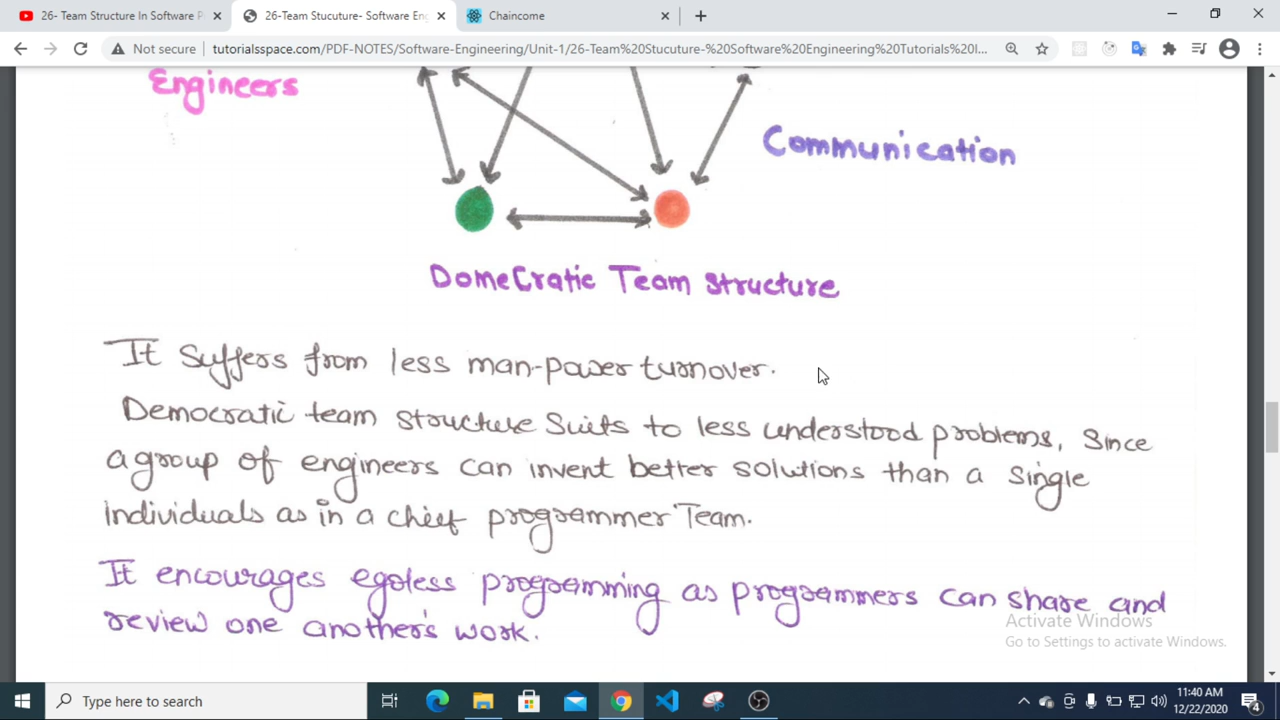 26- Team Structure In Software P
26-Team Stucuture- Software Eng
Chaincome
Not secure
tutorialsspace.com/PDF-NOTES/Software-Engineering/Unit-1/26-Team%20Stucuture-%20Software%20Engineering%20Tutorials%20I...
Engineers
Communication
DomeCratic Team Structure
It Suffers from less man-power turnover.
Democratic team structure Suits to less understood problems, Since
a group of engineers can invent better solutions than a Single
individuals as in a chief programmer Team.
It encourages egoless programming as programmers can share and
review one another's work.
Activate Windows
Go to Settings to activate Windows.
Type here to search
11:40 AM
12/22/2020
4